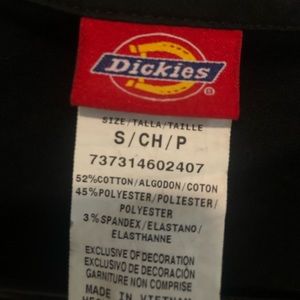 Dickies
®
SIZE/TALLA/TAILLE
S/CH/P
737314602407
52%COTTON/ALGODON/COTON
45%POLYESTER/POLIESTER/
POLYESTER
3%SPANDEX/ELASTANO/
ELASTHANNE
EXCLUSIVE OF DECORATION
EXCLUSIVO DE DECORACION
GARNITURE NON COMPRISE
MADE IN VIETNAM